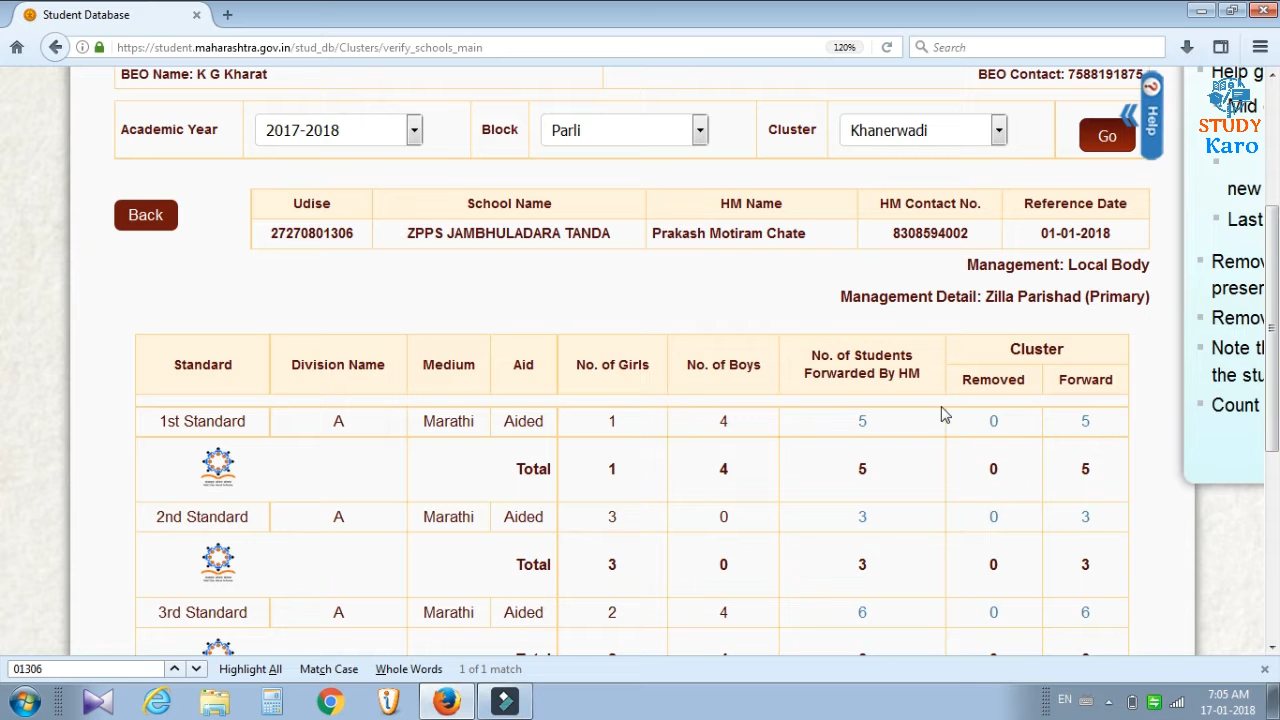 Student Database
https://student.maharashtra.gov.in/stud_db/Clusters/verify_schools_main
120%
Search
BEO Name: K G Kharat
BEO Contact: 7588191875
Help
Help g
Mid
STUDY
Karo
new
Last
Remov
preser
Remov
Note th
the stu
Count
Academic Year
2017-2018
Block
Parli
Cluster
Khanerwadi
Go
Back
Udise School Name HM Name HM Contact No. Reference Date
27270801306 ZPPS JAMBHULADARA TANDA Prakash Motiram Chate 8308594002 01-01-2018
Management: Local Body
Management Detail: Zilla Parishad (Primary)
Standard Division Name Medium Aid No. of Girls No. of Boys
No. of Students
Forwarded By HM
Cluster
Removed Forward
1st Standard A Marathi Aided 1 4 5 0 5
Total 1 4 5 0 5
2nd Standard A Marathi Aided 3 0 3 0 3
Total 3 0 3 0 3
3rd Standard A Marathi Aided 2 4 6 0 6
01306
Highlight All Match Case Whole Words 1 of 1 match
EN
7:05 AM
17-01-2018